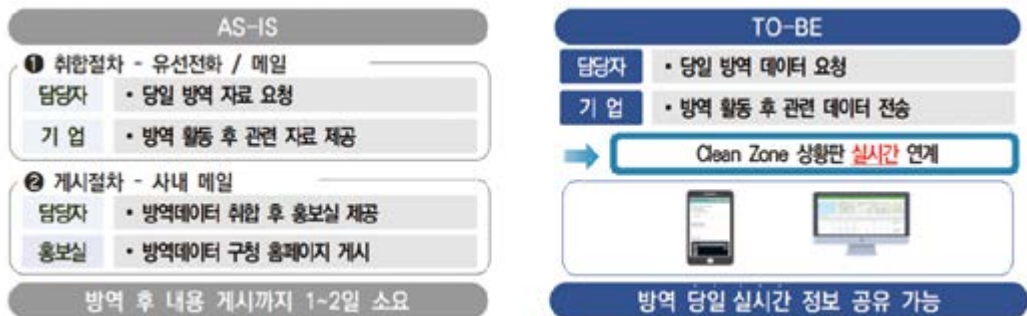 AS-IS
❶ 취합절차 - 유선전화 / 메일
담당자 • 당일 방역 자료 요청
기 업 • 방역 활동 후 관련 자료 제공
❷ 게시절차 - 사내 메일
담당자 • 방역데이터 취합 후 홍보실 제공
홍보실 • 방역데이터 구청 홈페이지 게시
방역 후 내용 게시까지 1~2일 소요
TO-BE
담당자 • 당일 방역 데이터 요청
기 업 • 방역 활동 후 관련 데이터 전송
Clean Zone 상황판 실시간 연계
방역 당일 실시간 정보 공유 가능